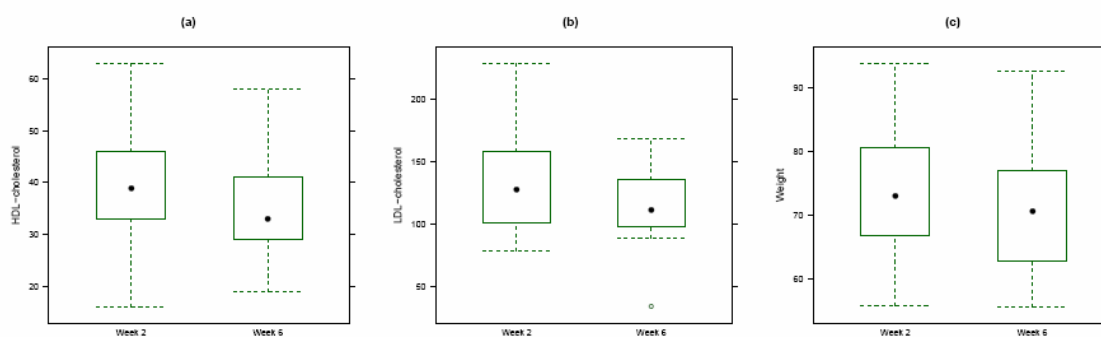 (a)
HDL-cholesterol
60
50
40
30
20
Week 2
Week 6
(b)
LDL-cholesterol
200
150
100
50
Week 2
Week 6
(c)
Weight
90
80
70
60
Week 2
Week 6